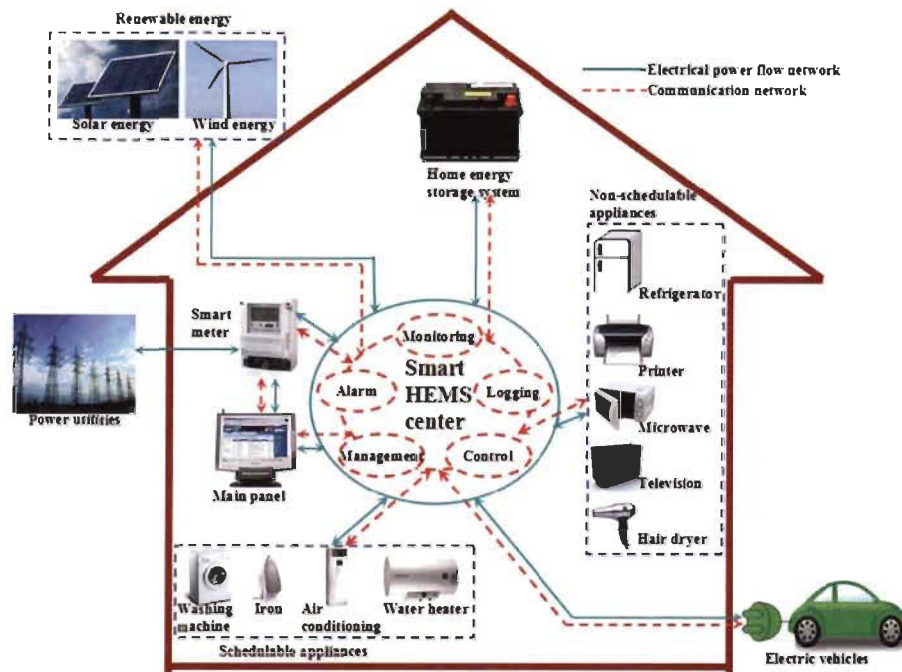 Renewable energy
Solar energy
Wind energy
Electrical power flow network
Communication network
Home energy
storage system
Non-schedulable
appliances
Refrigerator
Printer
Microwave
Television
Hair dryer
Smart
meter
Power utilities
Main panel
Monitoring
Alarm
Smart
HEMS
center
Logging
Management
Control
Washing
machine
Iron
Air
conditioning
Water heater
Schedulable appliances
Electric vehicles